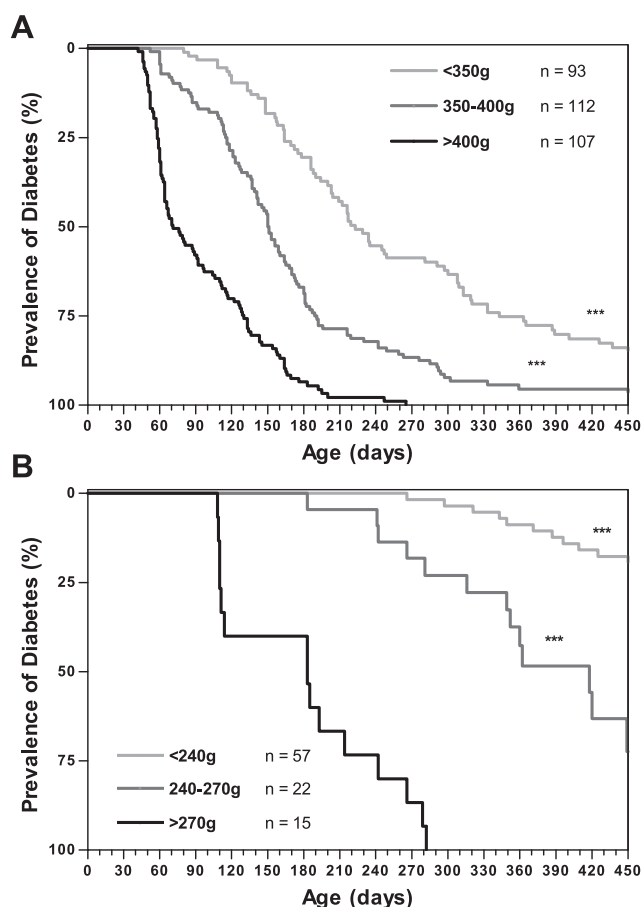 A
0
25
50
75
100
Prevalence of Diabetes (%)
<350g n = 93
350-400g n = 112
>400g n = 107
***
***
0 30 60 90 120 150 180 210 240 270 300 330 360 390 420 450
Age (days)
B
0
25
50
75
100
Prevalence of Diabetes (%)
***
***
<240g n = 57
240-270g n = 22
>270g n = 15
0 30 60 90 120 150 180 210 240 270 300 330 360 390 420 450
Age (days)